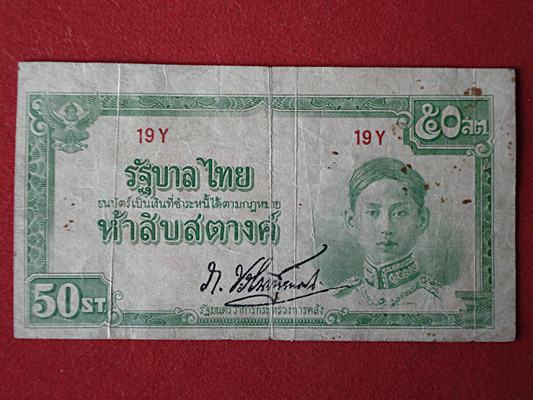 ๕๐ สต.
19 Y 19 Y
รัฐบาลไทย
ธนบัตร์เป็นเงินที่ชำระหนี้ได้ตามกฎหมาย
ห้าสิบสตางค์
50 ST.
รัฐมนตรีว่าการกระทรวงการคลัง